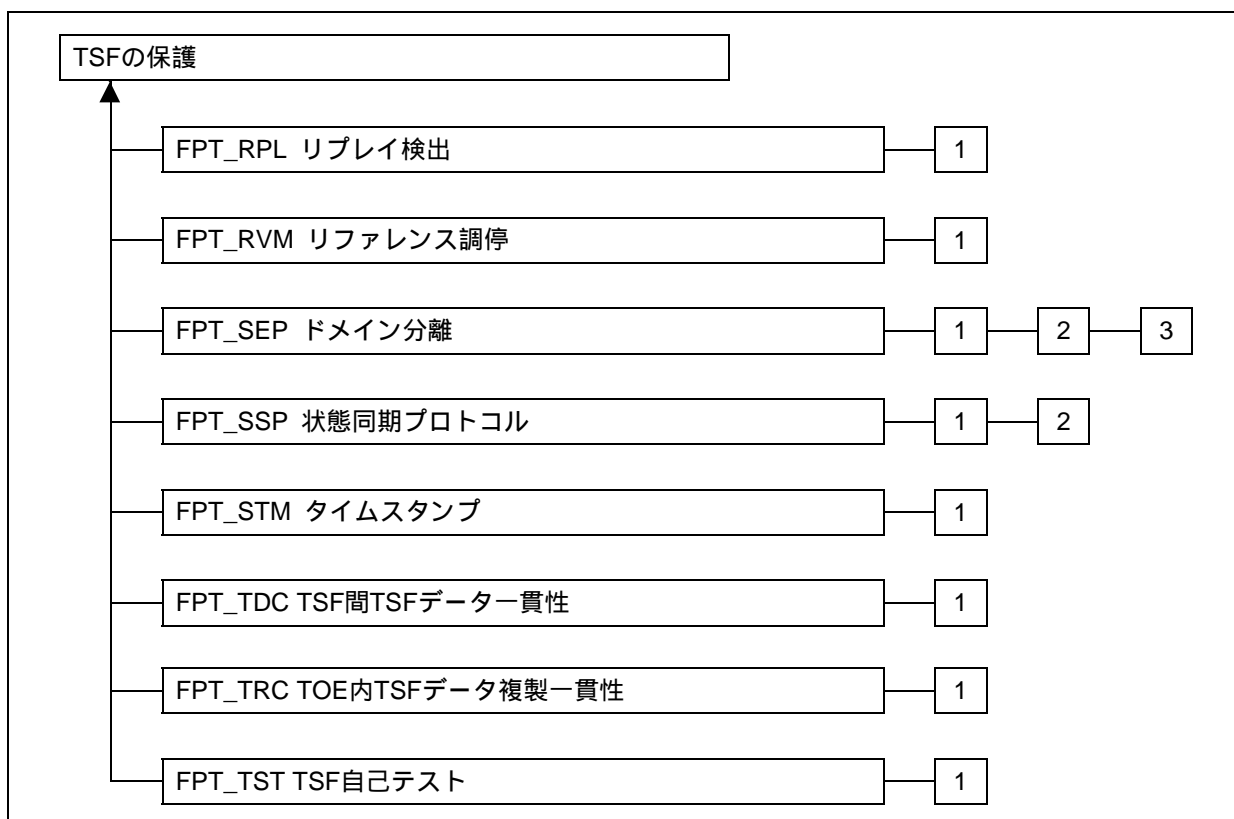 TSFの保護
FPT_RPL リプレイ検出 1
FPT_RVM リファレンス調停 1
FPT_SEP ドメイン分離 1 2 3
FPT_SSP 状態同期プロトコル 1 2
FPT_STM タイムスタンプ 1
FPT_TDC TSF間TSFデータ一貫性 1
FPT_TRC TOE内TSFデータ複製一貫性 1
FPT_TST TSF自己テスト 1